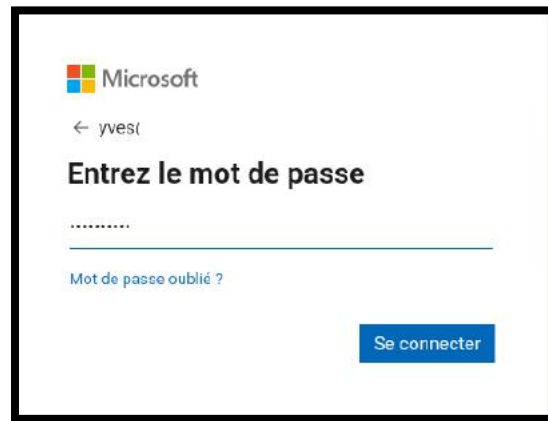 Microsoft
← yves(
Entrez le mot de passe
..........
Mot de passe oublié ?
Se connecter